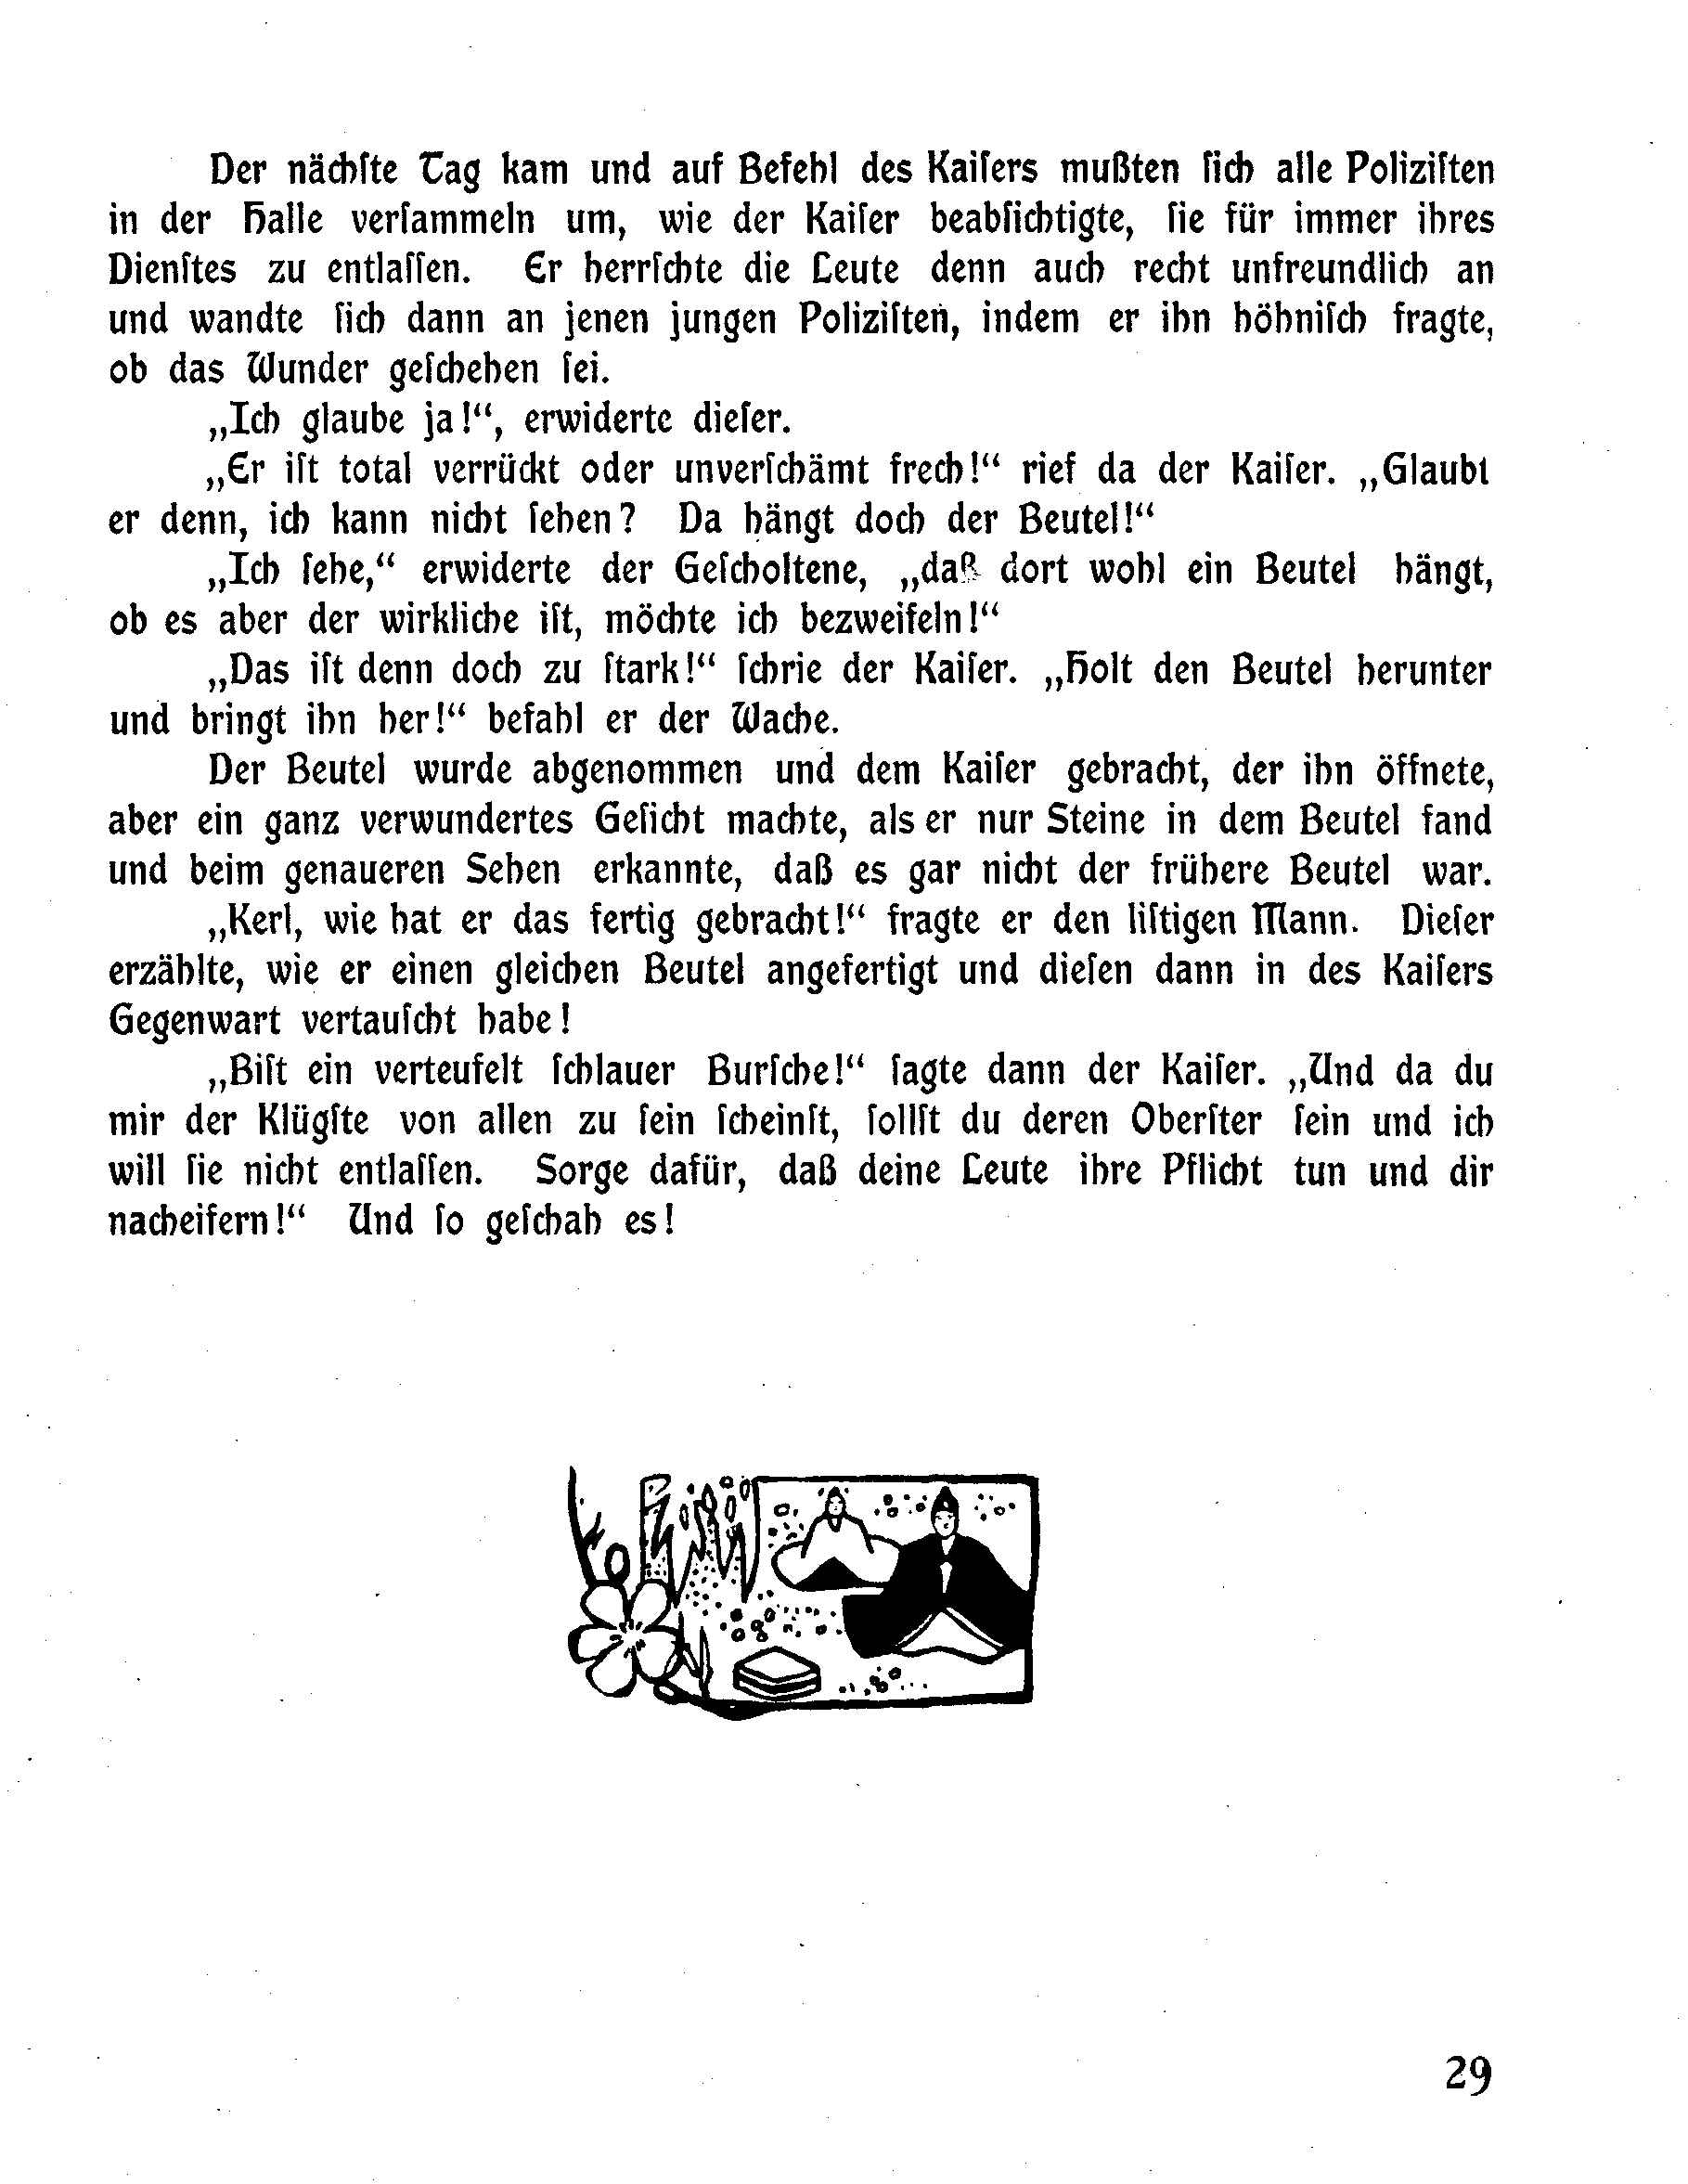 Der nächſte Tag kam und auf Befehl des Kaiſers mußten ſich alle Poliziſten
in der Halle verſammeln um, wie der Kaiſer beabſichtigte, ſie für immer ihres
Dienſtes zu entlaſſen. Er herrſchte die Leute denn auch recht unfreundlich an
und wandte ſich dann an jenen jungen Poliziſten, indem er ihn höhniſch fragte,
ob das Wunder geſchehen ſei.
„Ich glaube ja!“, erwiderte dieſer.
„Er iſt total verrückt oder unverſchämt frech!“ rief da der Kaiſer. „Glaubt
er denn, ich kann nicht ſehen? Da hängt doch der Beutel!“
„Ich ſehe,“ erwiderte der Geſcholtene, „daß dort wohl ein Beutel hängt,
ob es aber der wirkliche iſt, möchte ich bezweifeln!“
„Das iſt denn doch zu ſtark!“ ſchrie der Kaiſer. „Holt den Beutel herunter
und bringt ihn her!“ befahl er der Wache.
Der Beutel wurde abgenommen und dem Kaiſer gebracht, der ihn öffnete,
aber ein ganz verwundertes Geſicht machte, als er nur Steine in dem Beutel fand
und beim genaueren Sehen erkannte, daß es gar nicht der frühere Beutel war.
„Kerl, wie hat er das fertig gebracht!“ fragte er den liſtigen Mann. Dieſer
erzählte, wie er einen gleichen Beutel angefertigt und dieſen dann in des Kaiſers
Gegenwart vertauſcht habe!
„Biſt ein verteufelt ſchlauer Burſche!“ ſagte dann der Kaiſer. „Und da du
mir der Klügſte von allen zu ſein ſcheinſt, ſollſt du deren Oberſter ſein und ich
will ſie nicht entlaſſen. Sorge dafür, daß deine Leute ihre Pflicht tun und dir
nacheifern!“ Und ſo geſchah es!
29